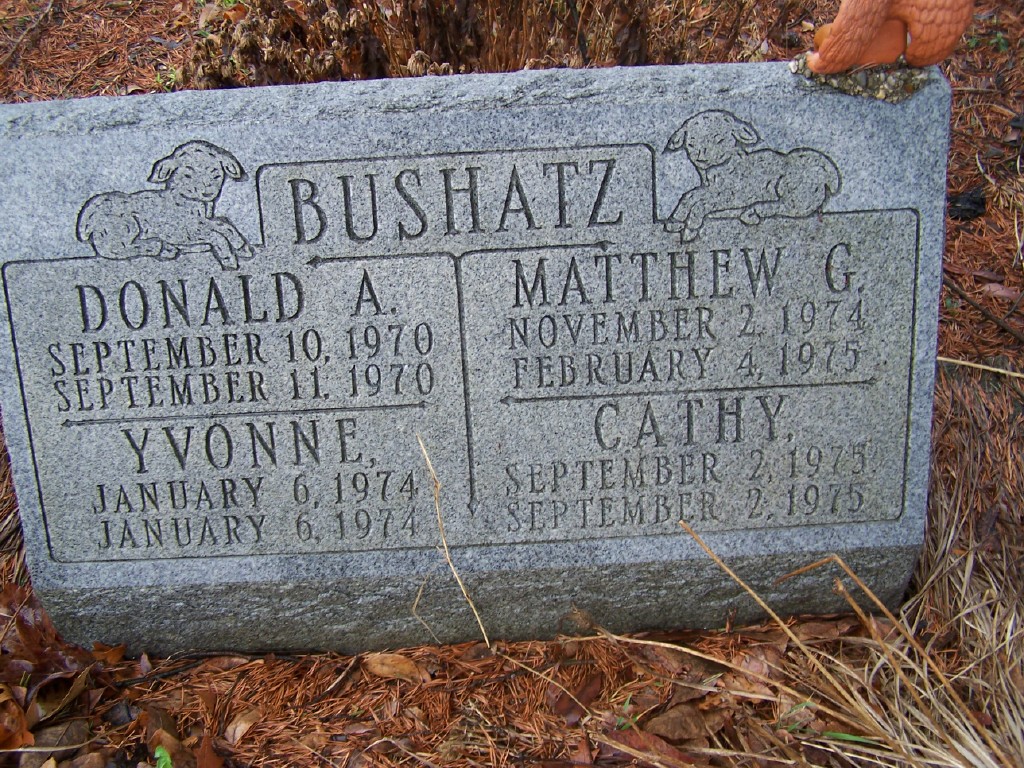 BUSHATZ
DONALD A.
SEPTEMBER 10, 1970
SEPTEMBER 11, 1970
YVONNE,
JANUARY 6, 1974
JANUARY 6, 1974
MATTHEW G.
NOVEMBER 2, 1974
FEBRUARY 4, 1975
CATHY,
SEPTEMBER 2, 1975
SEPTEMBER 2, 1975